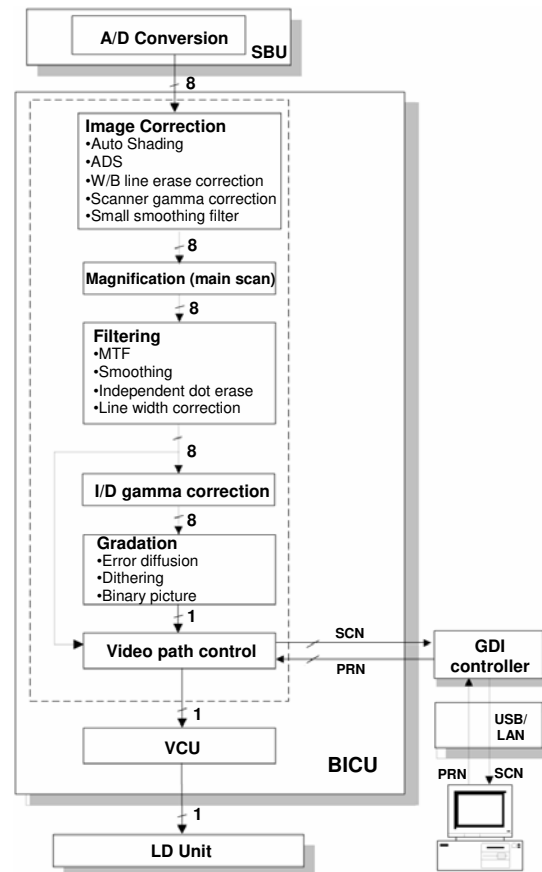 A/D Conversion
SBU
8
Image Correction
•Auto Shading
•ADS
•W/B line erase correction
•Scanner gamma correction
•Small smoothing filter
8
Magnification (main scan)
8
Filtering
•MTF
•Smoothing
•Independent dot erase
•Line width correction
8
I/D gamma correction
8
Gradation
•Error diffusion
•Dithering
•Binary picture
1
Video path control
SCN
PRN
GDI
controller
1
USB/
LAN
VCU
BICU
PRN
SCN
1
LD Unit